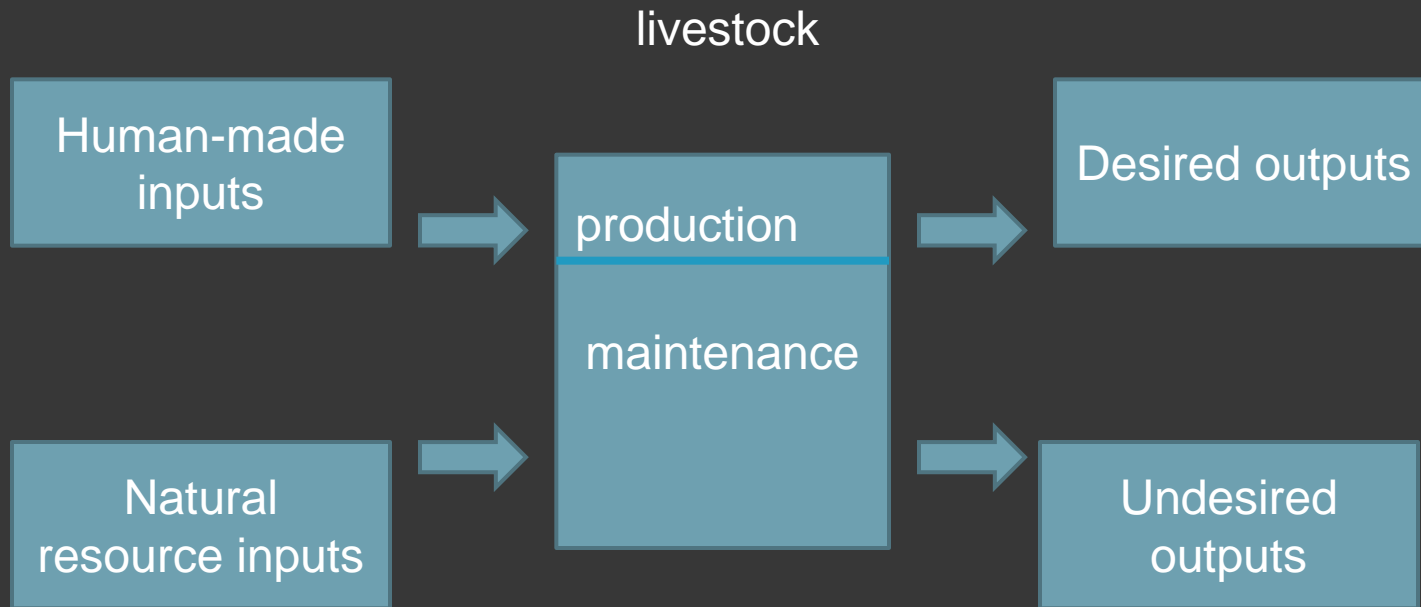 livestock
Human-made
inputs
production
maintenance
Desired outputs
Natural
resource inputs
Undesired
outputs